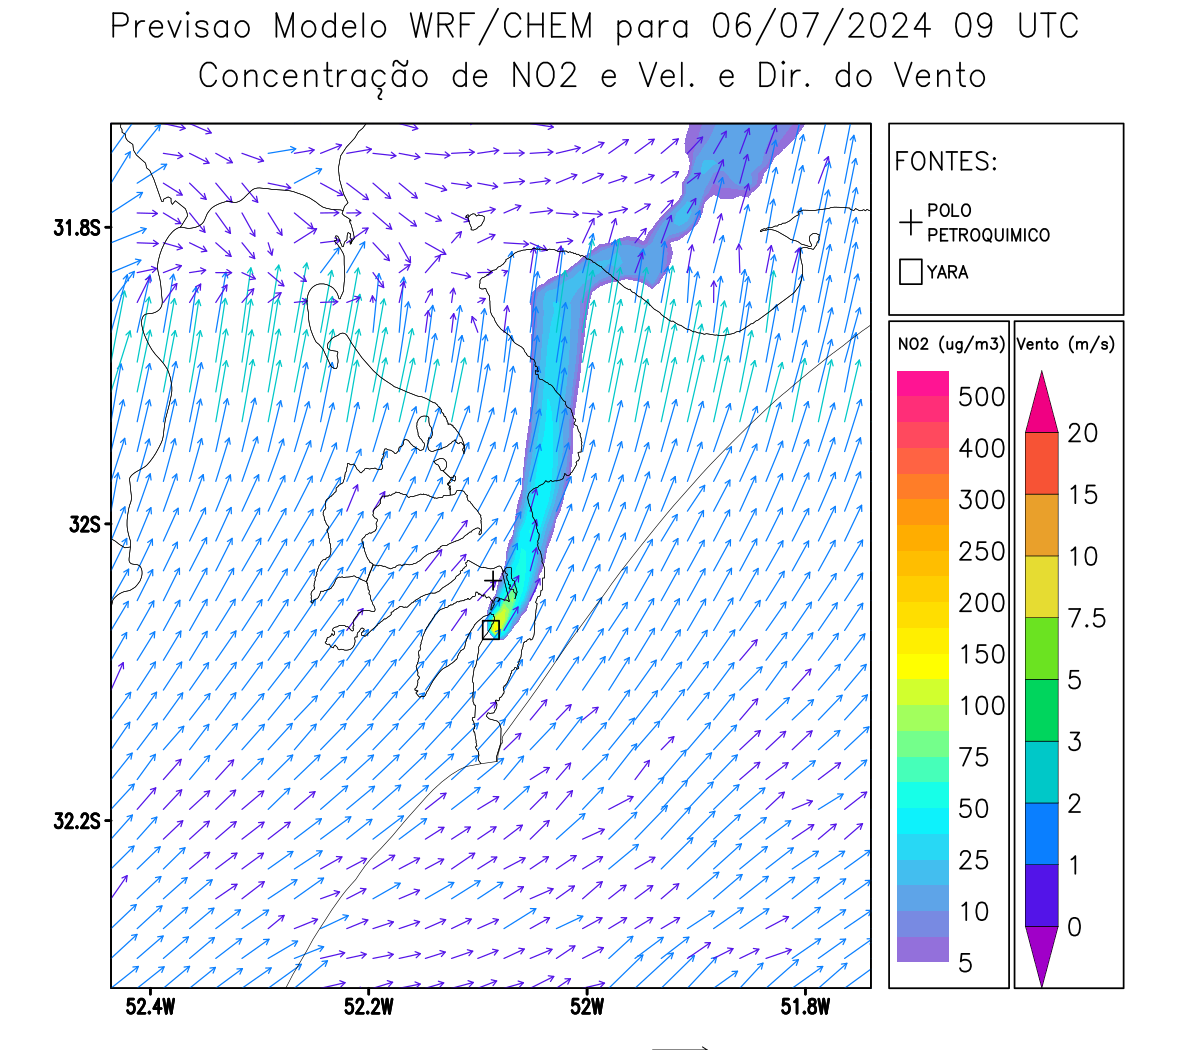 Previsao Modelo WRF/CHEM para 06/07/2024 09 UTC
Concentração de NO2 e Vel. e Dir. do Vento
FONTES:
POLO
PETROQUIMICO
YARA
NO2 (ug/m3)
500
400
300
250
200
150
100
75
50
25
10
5
Vento (m/s)
20
15
10
7.5
5
3
2
1
0
31.8S
32S
32.2S
52.4W
52.2W
52W
51.8W